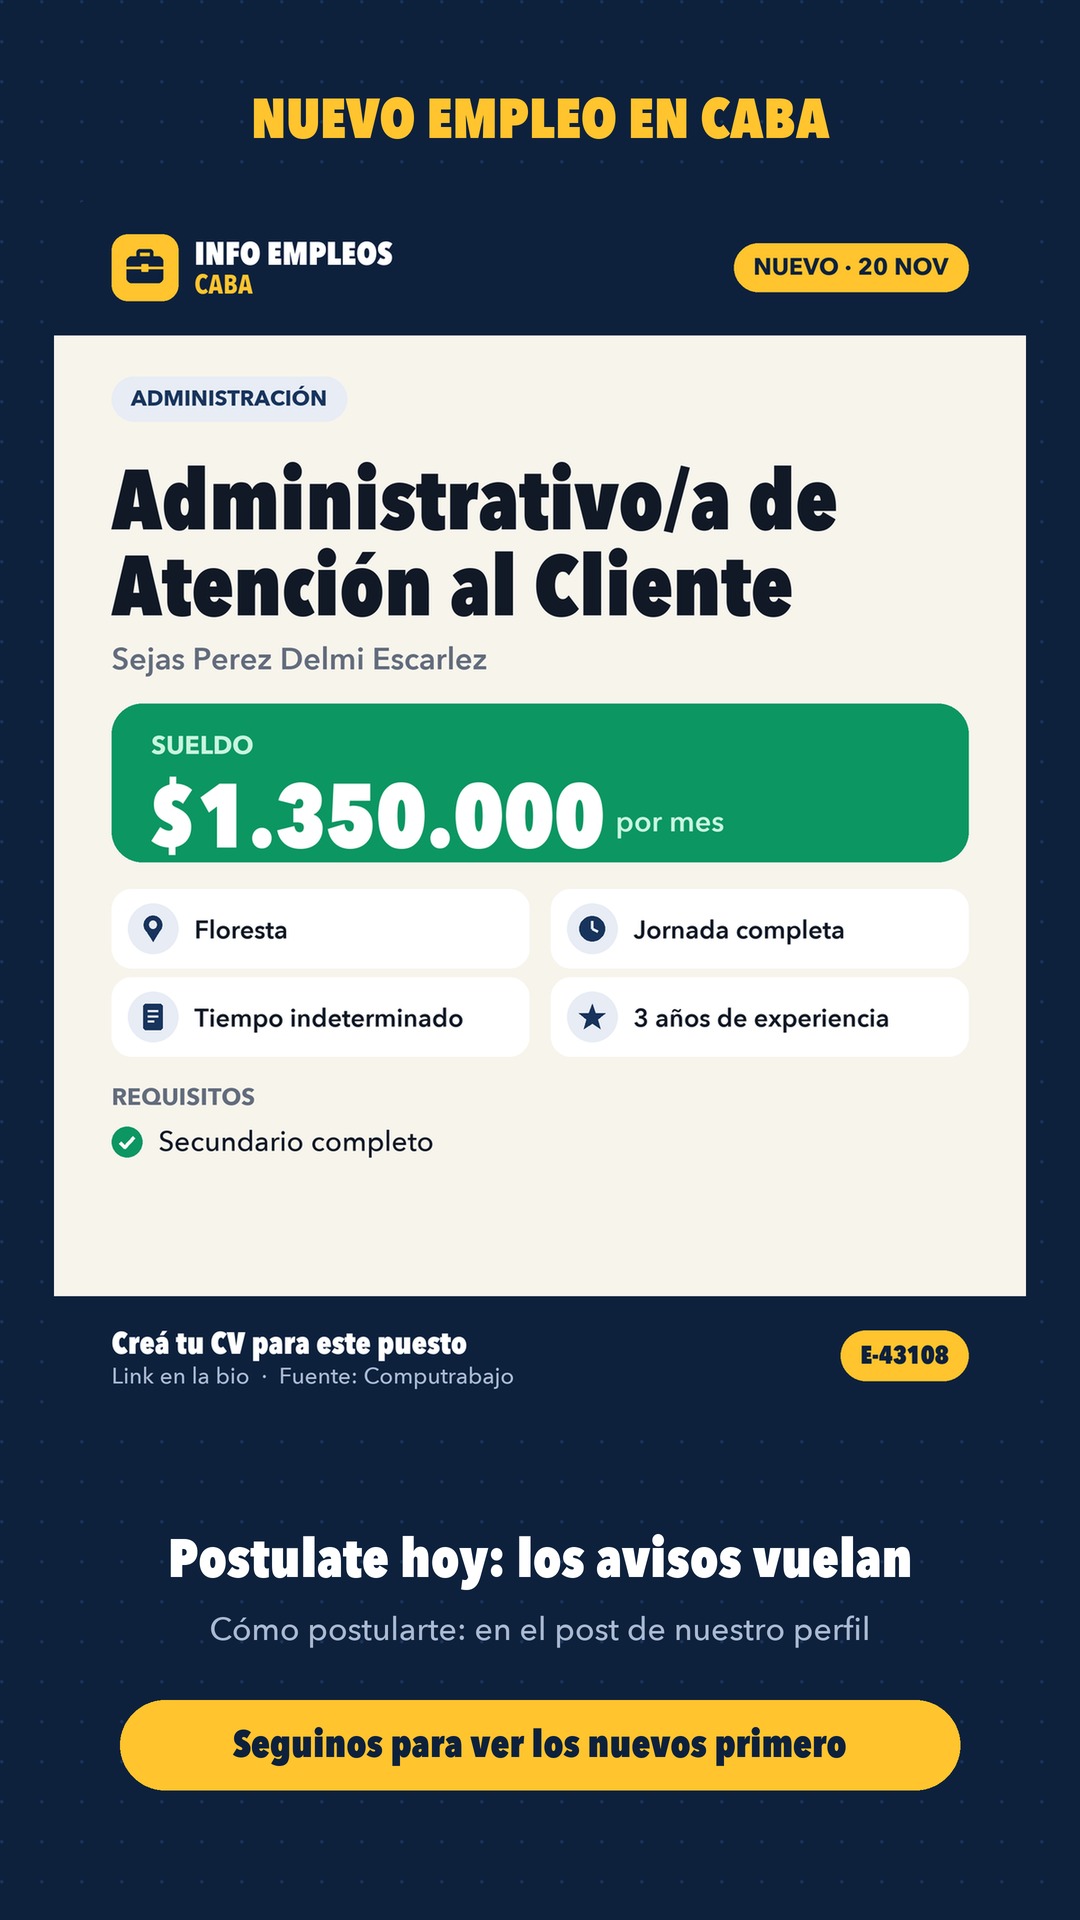 NUEVO EMPLEO EN CABA
INFO EMPLEOS
CABA
NUEVO · 20 NOV
ADMINISTRACIÓN
Administrativo/a de
Atención al Cliente
Sejas Perez Delmi Escarlez
SUELDO
$1.350.000 por mes
Floresta
Jornada completa
Tiempo indeterminado
3 años de experiencia
REQUISITOS
Secundario completo
Creá tu CV para este puesto
Link en la bio · Fuente: Computrabajo
E-43108
Postulate hoy: los avisos vuelan
Cómo postularte: en el post de nuestro perfil
Seguinos para ver los nuevos primero